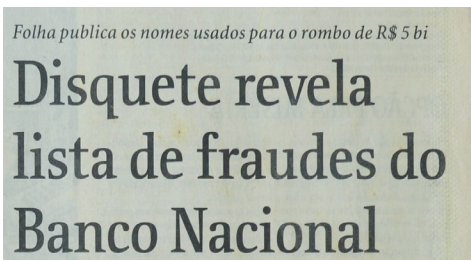 Folha publica os nomes usados para o rombo de R$ 5 bi
Disquete revela
lista de fraudes do
Banco Nacional